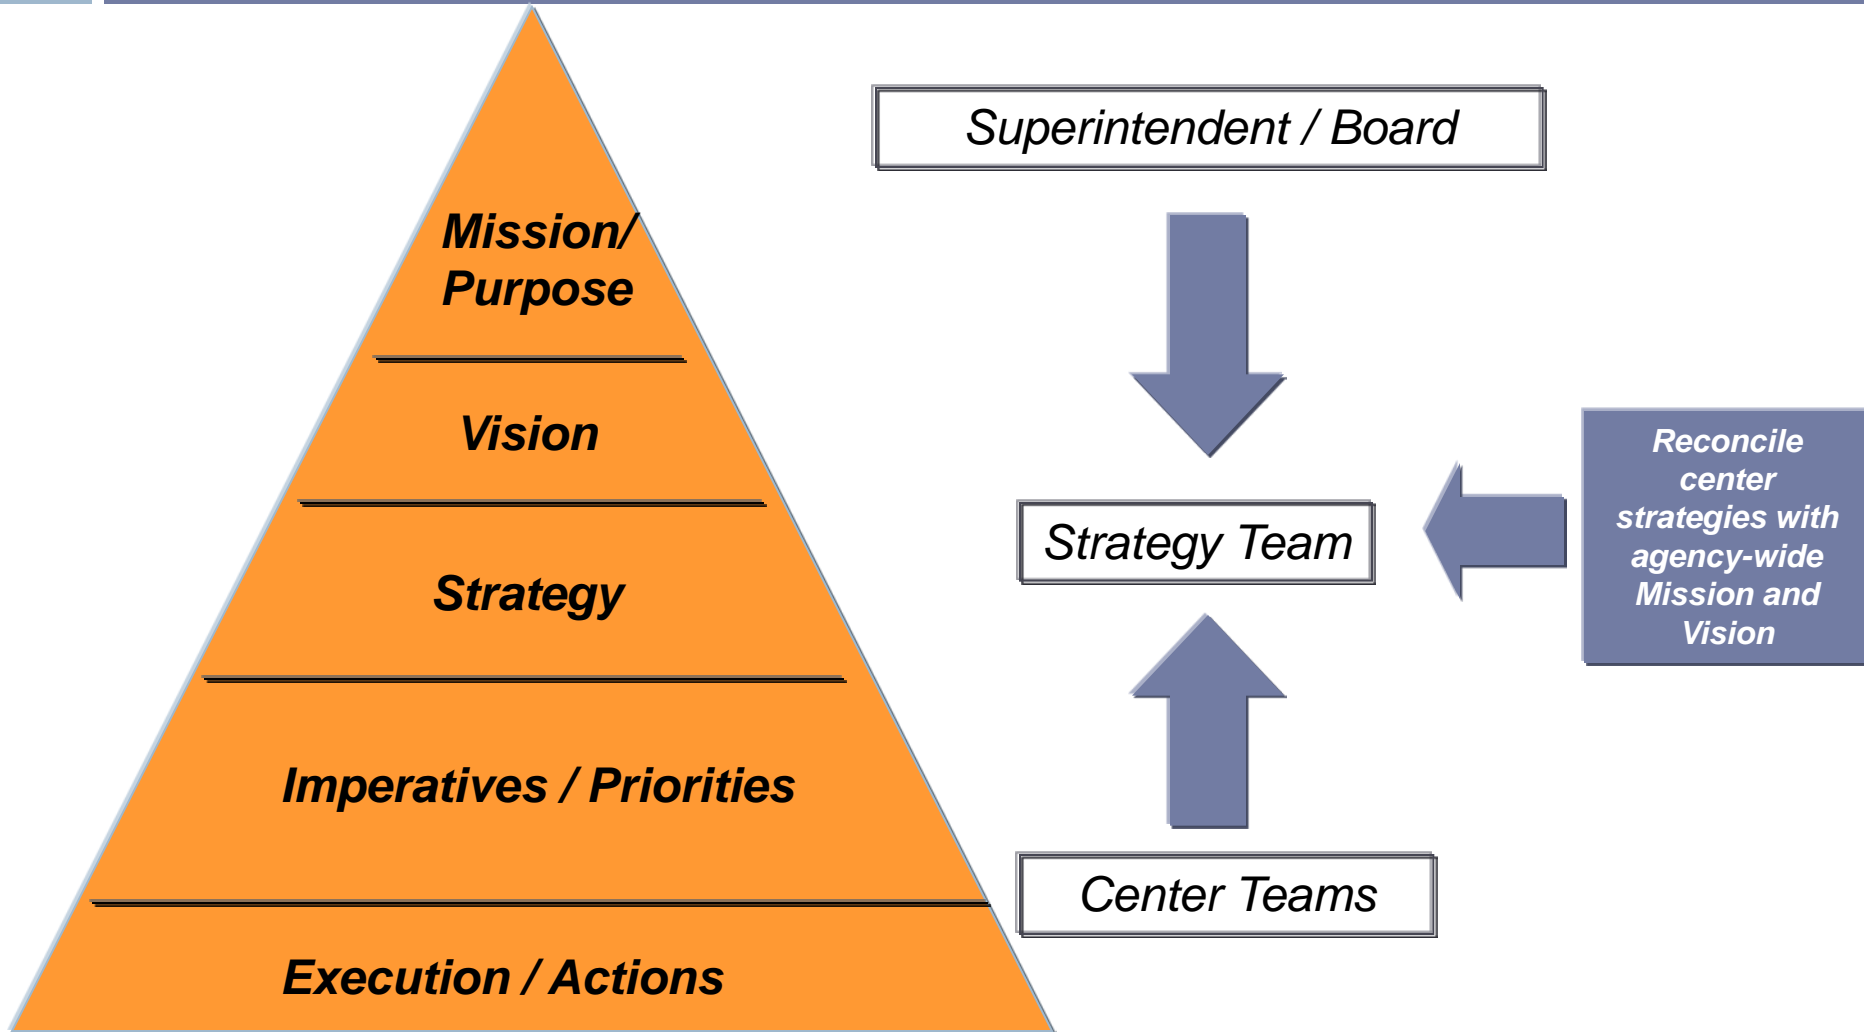 Mission/
Purpose
Vision
Strategy
Imperatives / Priorities
Execution / Actions
Superintendent / Board
Strategy Team
Center Teams
Reconcile
center
strategies with
agency-wide
Mission and
Vision